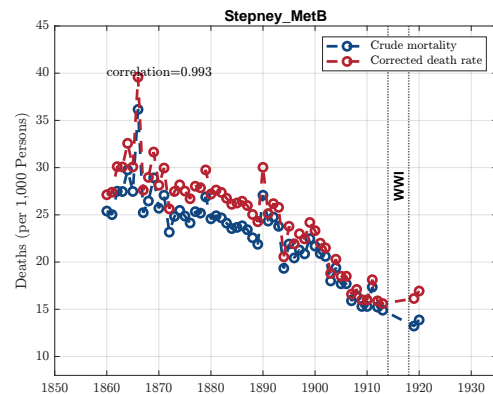 Stepney_MetB
45
40
35
30
25
20
15
10
Deaths (per 1,000 Persons)
correlation=0.993
Crude mortality
Corrected death rate
WWI
1850 1860 1870 1880 1890 1900 1910 1920 1930